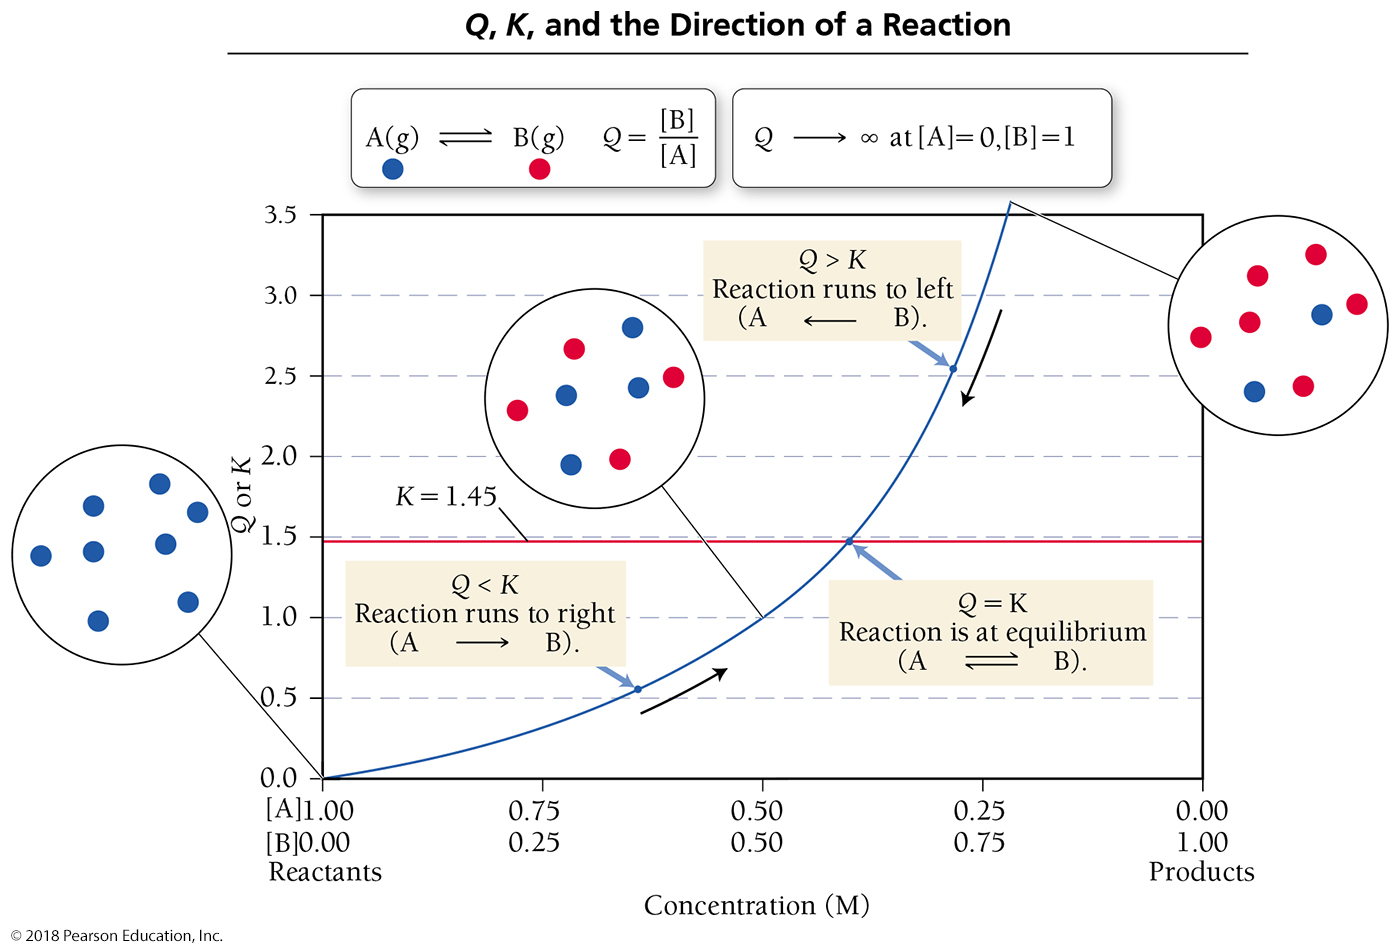 Q, K, and the Direction of a Reaction
A(g) ⇌ B(g) Q = [B]/[A]
Q → ∞ at [A]=0,[B]=1
3.5
3.0
2.5
2.0
1.5
1.0
0.5
0.0
Q or K
Q > K
Reaction runs to left
(A ← B).
K = 1.45
Q < K
Reaction runs to right
(A → B).
Q = K
Reaction is at equilibrium
(A ⇌ B).
[A]1.00 0.75 0.50 0.25 0.00
[B]0.00 0.25 0.50 0.75 1.00
Reactants Products
Concentration (M)
© 2018 Pearson Education, Inc.